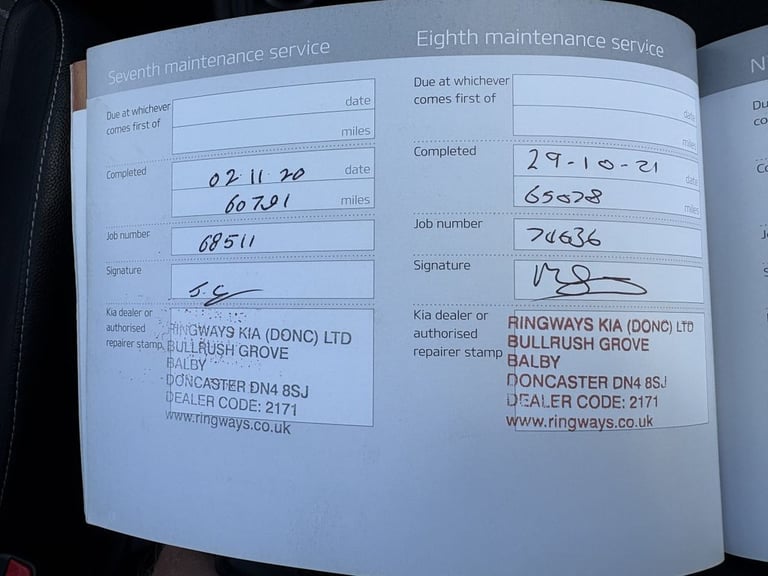 Seventh maintenance service
Due at whichever
comes first of
date
miles
Completed
02 11 20 date
60791 miles
Job number
68511
Signature
Kia dealer or
authorised
repairer stamp
RINGWAYS KIA (DONC) LTD
BULLRUSH GROVE
BALBY
DONCASTER DN4 8SJ
DEALER CODE: 2171
www.ringways.co.uk
Eighth maintenance service
Due at whichever
comes first of
date
miles
Completed
29-10-21 date
65078 miles
Job number
74636
Signature
Kia dealer or
authorised
repairer stamp
RINGWAYS KIA (DONC) LTD
BULLRUSH GROVE
BALBY
DONCASTER DN4 8SJ
DEALER CODE: 2171
www.ringways.co.uk